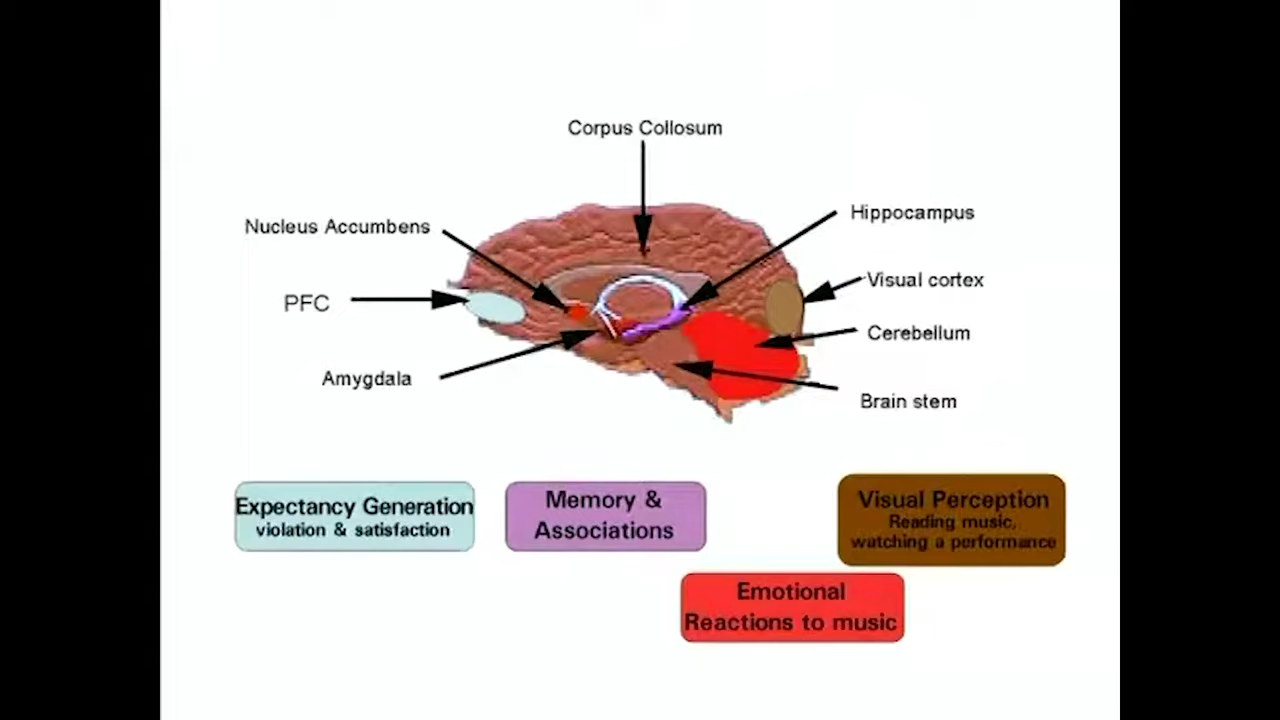 Corpus Collosum
Nucleus Accumbens
Hippocampus
PFC
Visual cortex
Cerebellum
Amygdala
Brain stem
Expectancy Generation
violation & satisfaction
Memory &
Associations
Visual Perception
Reading music,
watching a performance
Emotional
Reactions to music